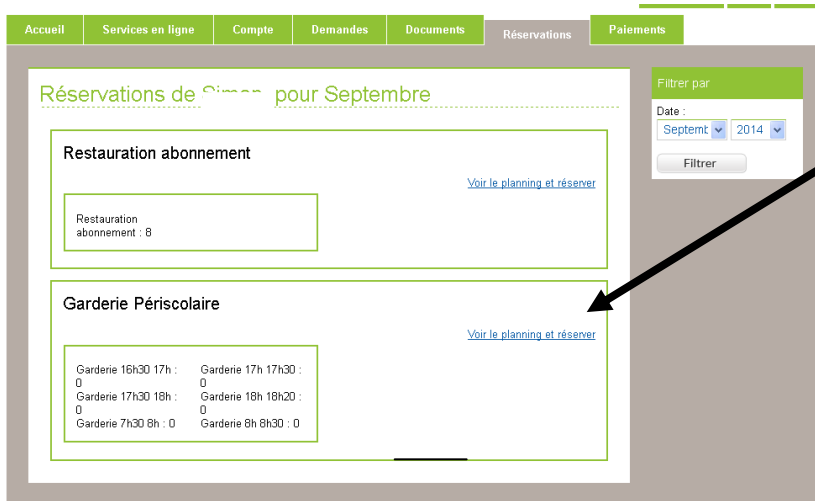 Accueil Services en ligne Compte Demandes Documents Réservations Paiements
Réservations de pour Septembre
Restauration abonnement
Voir le planning et réserver
Restauration
abonnement : 8
Garderie Périscolaire
Voir le planning et réserver
Garderie 16h30 17h : Garderie 17h 17h30 :
0 0
Garderie 17h30 18h : Garderie 18h 18h20 :
0 0
Garderie 7h30 8h : 0 Garderie 8h 8h30 : 0
Filtrer par
Date :
Septemb 2014
Filtrer